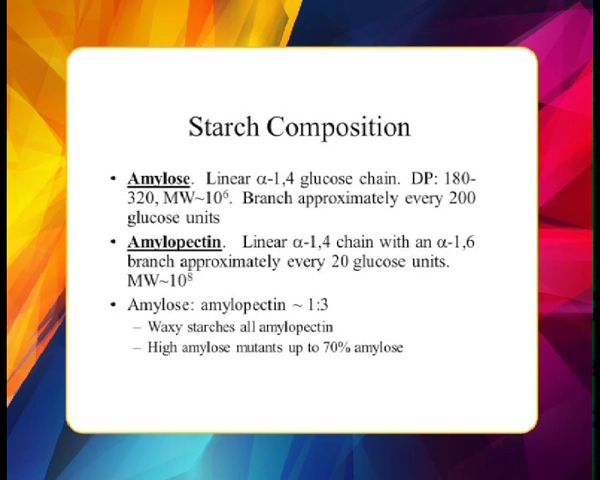 Starch Composition
• Amylose. Linear α-1,4 glucose chain. DP: 180-
320, MW~10⁶. Branch approximately every 200
glucose units
• Amylopectin. Linear α-1,4 chain with an α-1,6
branch approximately every 20 glucose units.
MW~10⁸
• Amylose: amylopectin ~ 1:3
– Waxy starches all amylopectin
– High amylose mutants up to 70% amylose